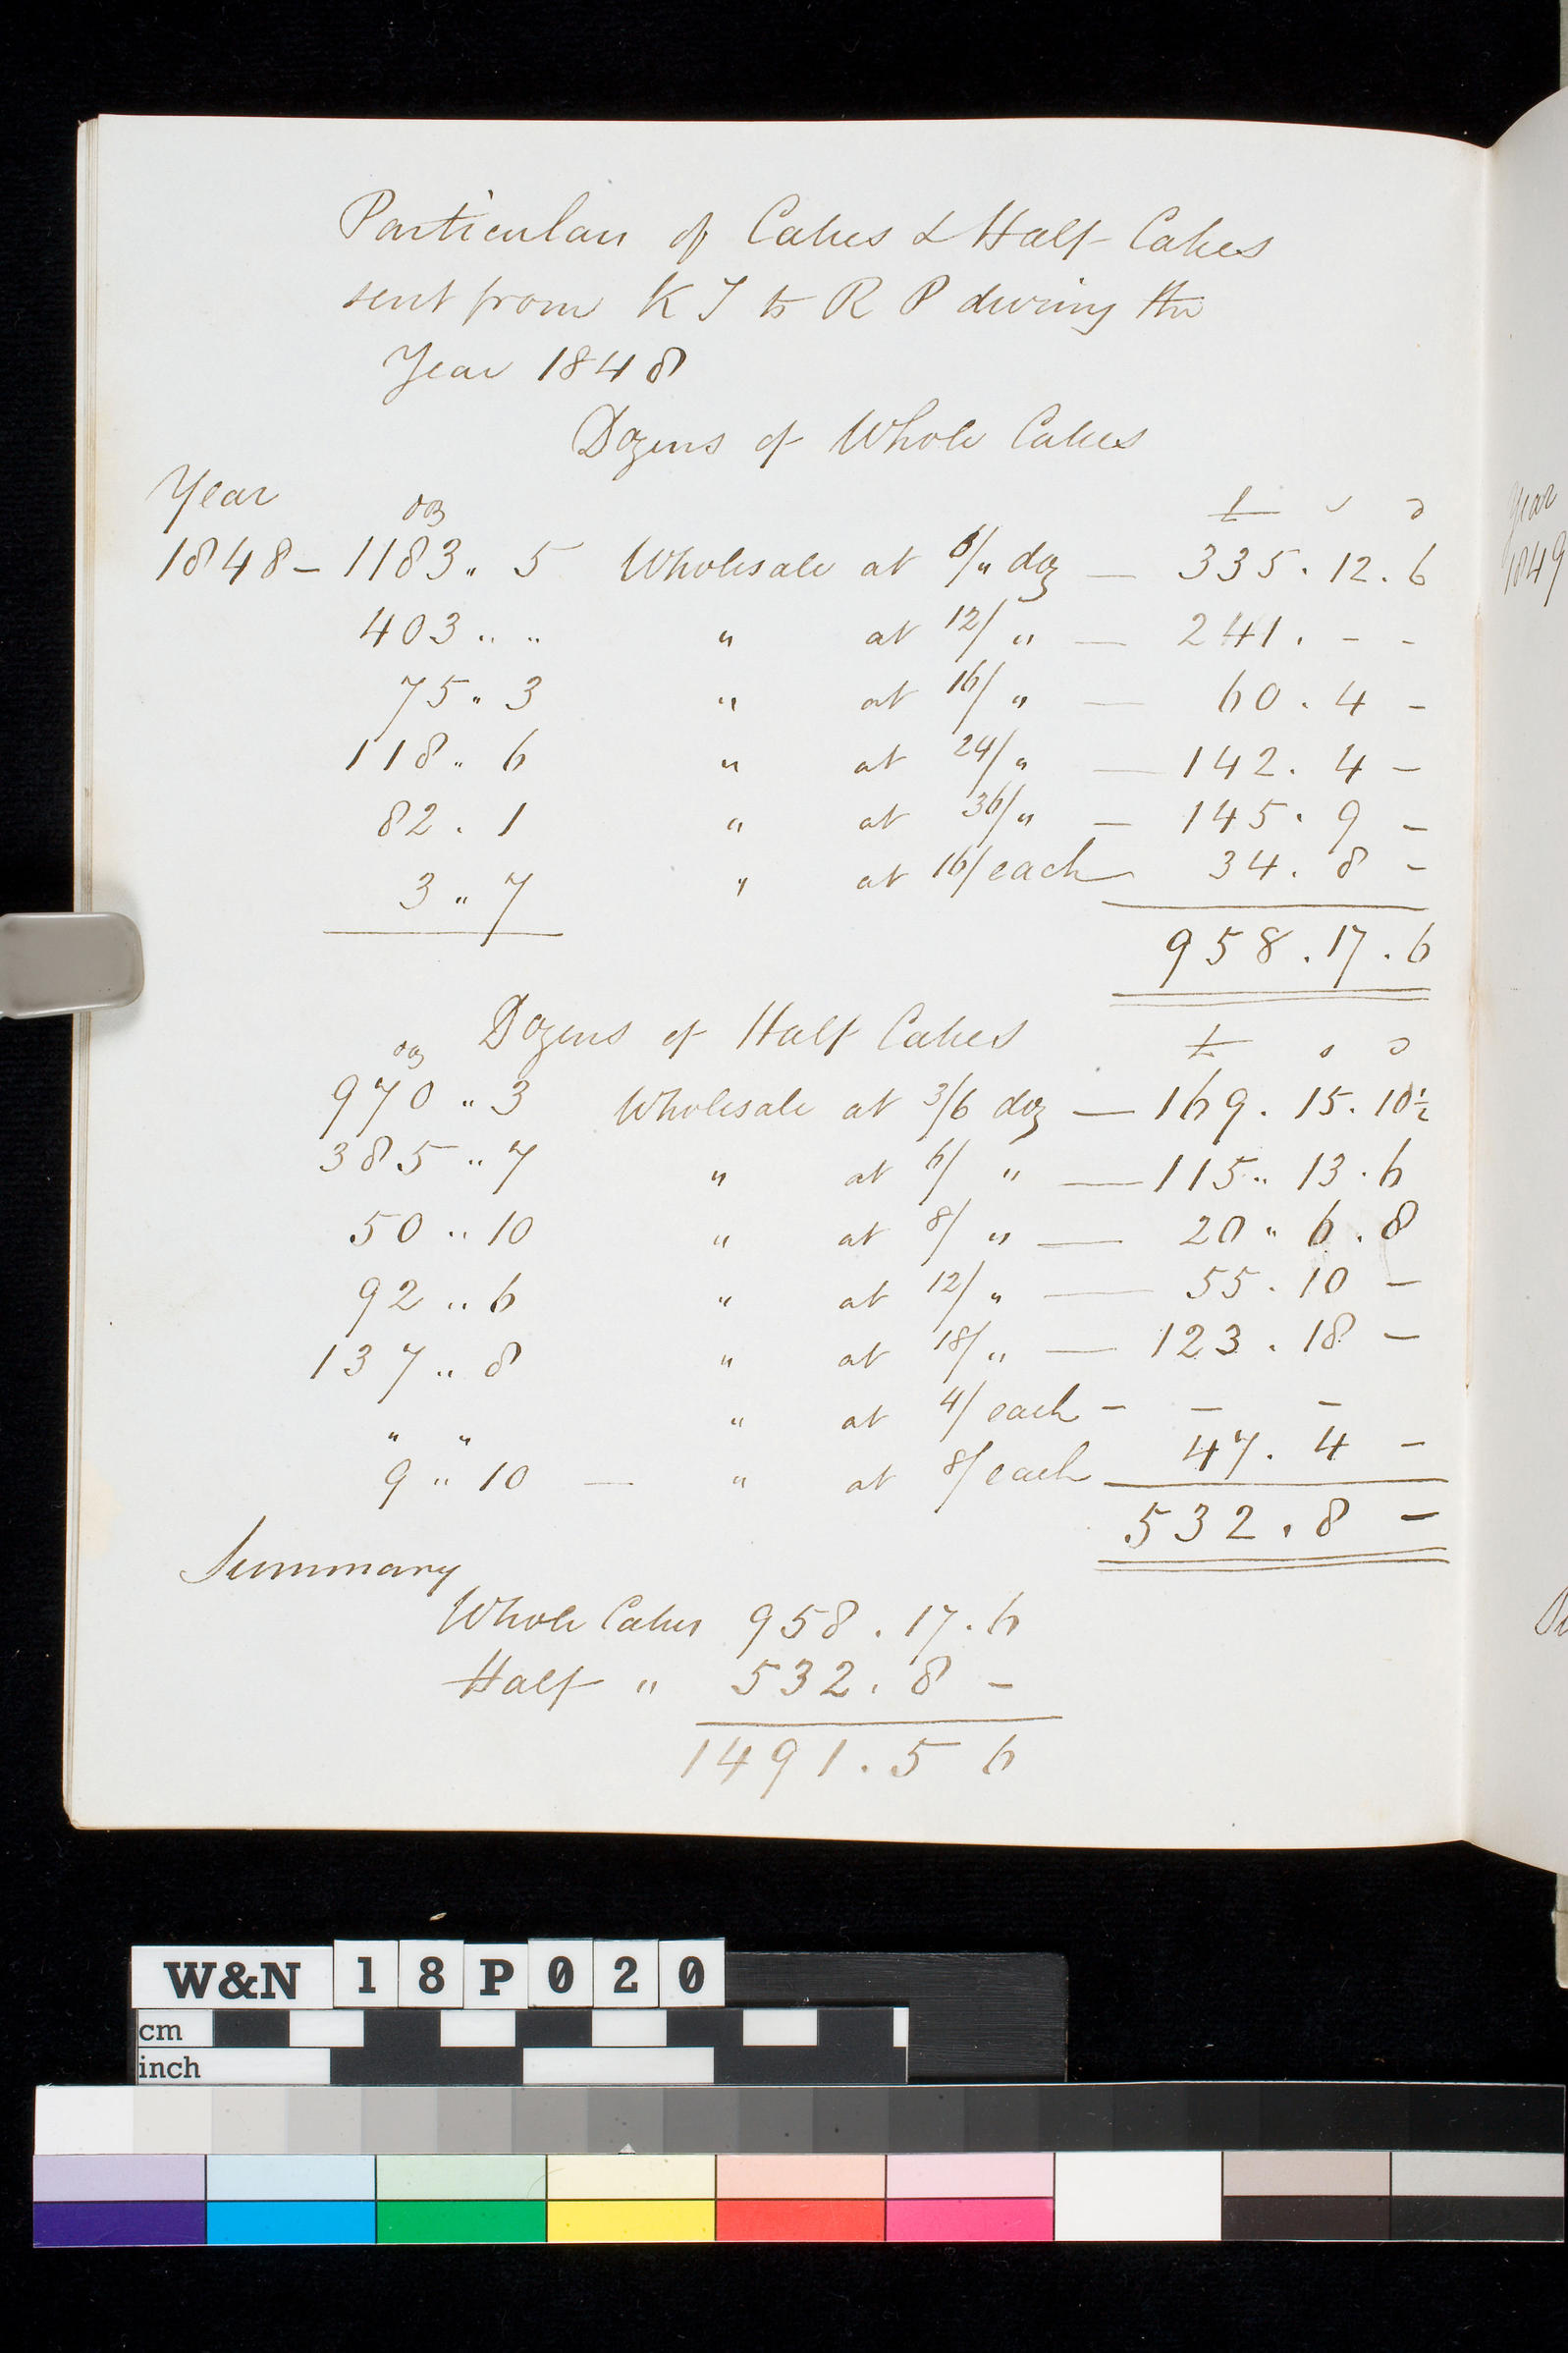 Particulars of Cakes & Half Cakes
sent from K T to R P during the
Year 1848
Dozens of Whole Cakes
Year doz £ s d
1848 – 1183 „ 5 Wholesale at 6/„ doz — 335 . 12 . 6
403 „ „ „ at 12/ „ — 241 . - -
75 „ 3 „ at 16/ „ — 60 . 4 -
118 „ 6 „ at 24/ „ — 142 . 4 -
82 . 1 „ at 36/ „ — 145 . 9 -
3 „ 7 „ at 16/ each — 34 . 8 -
958 . 17 . 6
Dozens of Half Cakes £ s d
doz
970 „ 3 Wholesale at 3/6 doz — 169 . 15 . 10½
385 „ 7 „ at 6/ „ — 115 „ 13 . 6
50 „ 10 „ at 8/ „ — 20 „ 6 . 8
92 „ 6 „ at 12/ „ — 55 . 10 -
137 „ 8 „ at 18/ „ — 123 . 18 -
„ „ „ at 4/ each - - -
9 „ 10 — „ at 8/ each 47 . 4 -
532 . 8 -
Summary
Whole Cakes 958 . 17 . 6
Half „ 532 . 8 -
1491 . 5 6
Year
1849
W&N 18P020
cm
inch